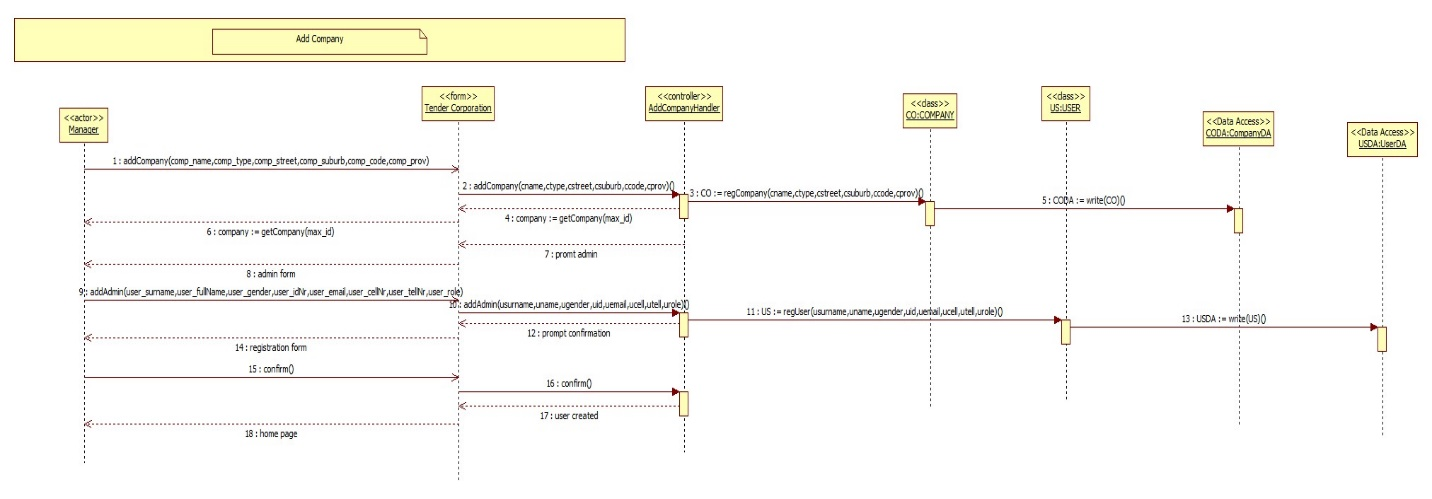 Add Company
<<actor>>
Manager
<<form>>
Tender Corporation
<<controller>>
AddCompanyHandler
<<class>>
CO:COMPANY
<<class>>
US:USER
<<Data Access>>
CODA:CompanyDA
<<Data Access>>
USDA:UserDA
1 : addCompany(comp_name,comp_type,comp_street,comp_suburb,comp_code,comp_prov)
2 : addCompany(cname,ctype,cstreet,csuburb,ccode,cprov)()
3 : CO := regCompany(cname,ctype,cstreet,csuburb,ccode,cprov)()
4 : company := getCompany(max_id)
5 : CODA := write(CO)()
6 : company := getCompany(max_id)
7 : promt admin
8 : admin form
9 : addAdmin(user_surname,user_fullName,user_gender,user_idNr,user_email,user_cellNr,user_tellNr,user_role)
10 : addAdmin(usurname,uname,ugender,uid,uemail,ucell,utell,urole)()
11 : US := regUser(usurname,uname,ugender,uid,uemail,ucell,utell,urole)()
12 : prompt confirmation
13 : USDA := write(US)()
14 : registration form
15 : confirm()
16 : confirm()
17 : user created
18 : home page